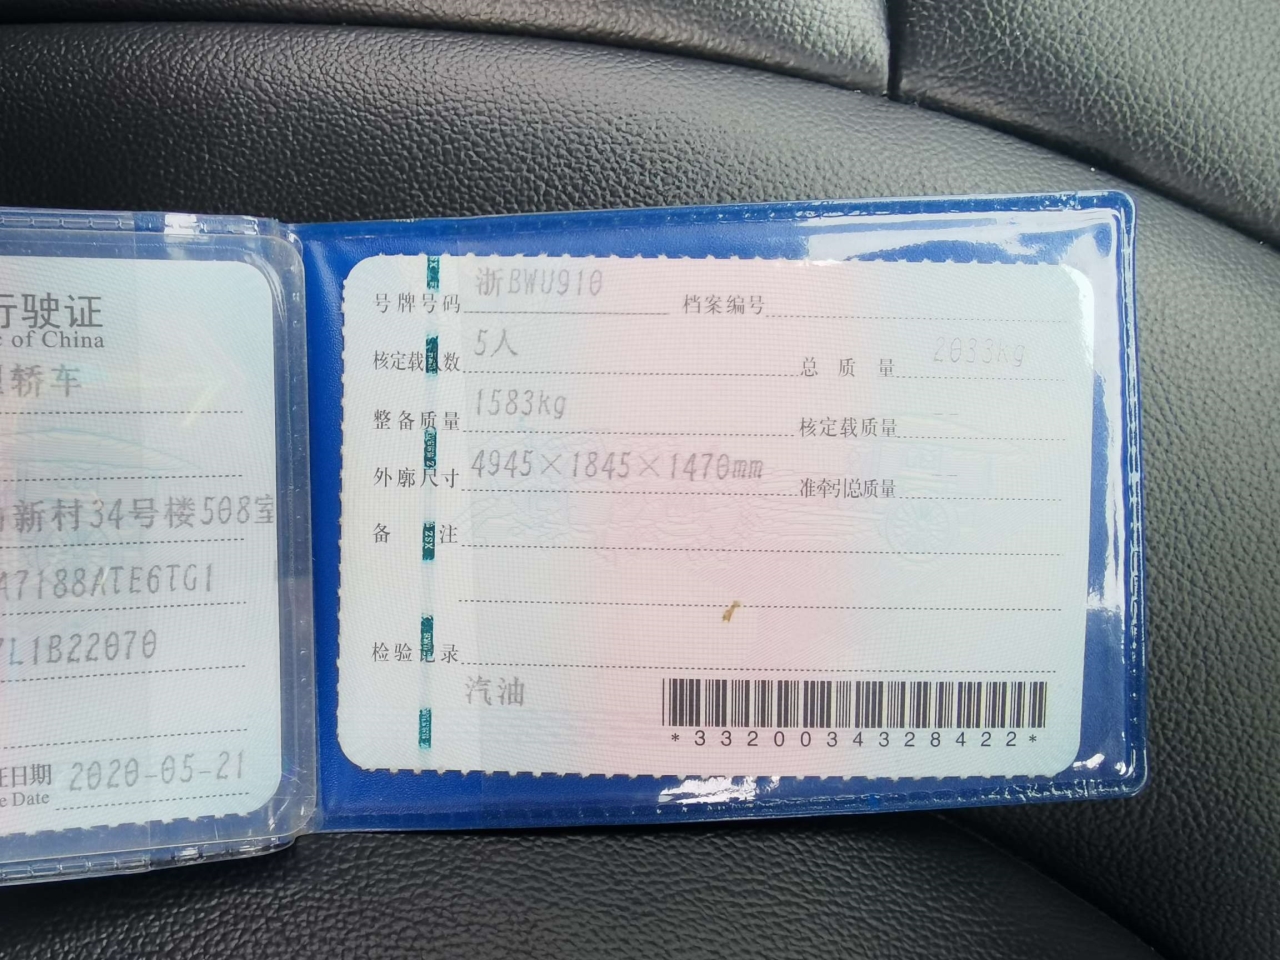 行驶证
e of China
轿车
新村34号楼508室
A7188ATE6TG1
L1B22070
证日期 2020-05-21
e Date
号牌号码 浙BWU910 档案编号
核定载人数 5人 总质量 2033kg
整备质量 1583kg 核定载质量 --
外廓尺寸 4945×1845×1470mm 准牵引总质量 --
备注
检验记录
汽油
*3320034328422*